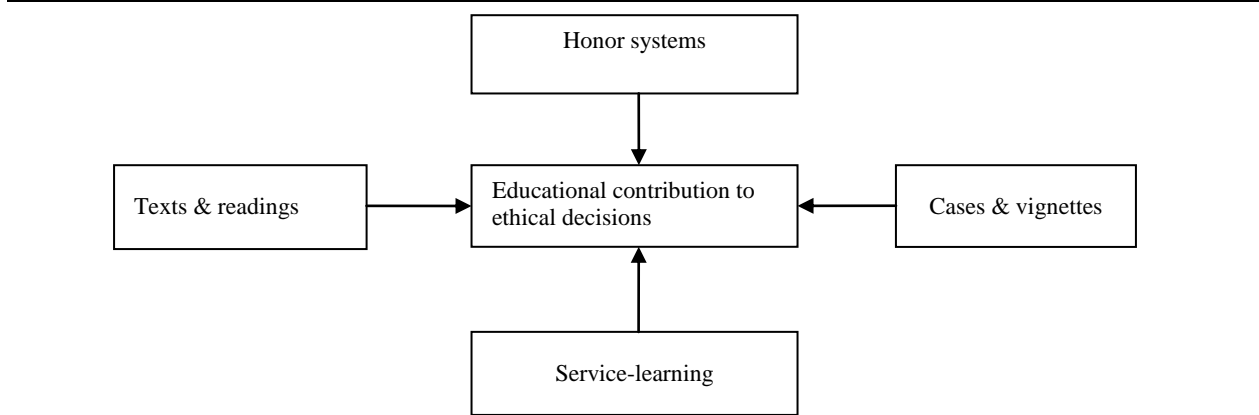 Honor systems
Texts & readings
Educational contribution to
ethical decisions
Cases & vignettes
Service-learning